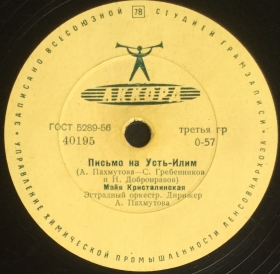 ЗАПИСАНО ВСЕСОЮЗНОЙ [78] СТУДИЕЙ ГРАМЗАПИСИ
АККОРД
ГОСТ 5289-56
40195
третья гр
0-57
Письмо на Усть-Илим
(А. Пахмутова—С. Гребенников
и Н. Добронравов)
Майя Кристалинская
Эстрадный оркестр. Дирижер
А. Пахмутова
УПРАВЛЕНИЕ ХИМИЧЕСКОЙ ПРОМЫШЛЕННОСТИ ЛЕНСОВНАРХОЗА